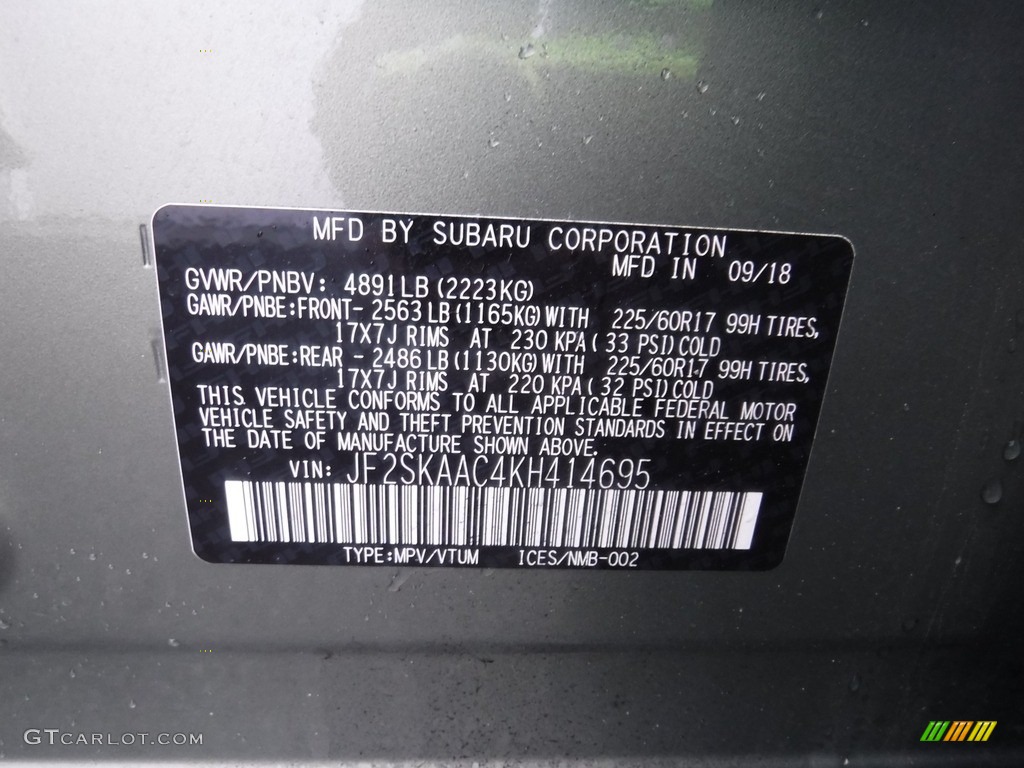 MFD BY SUBARU CORPORATION
MFD IN 09/18
GVWR/PNBV: 4891LB (2223KG)
GAWR/PNBE:FRONT- 2563 LB (1165KG) WITH 225/60R17 99H TIRES,
17X7J RIMS AT 230 KPA ( 33 PSI) COLD
GAWR/PNBE:REAR - 2486 LB (1130KG) WITH 225/60R17 99H TIRES,
17X7J RIMS AT 220 KPA ( 32 PSI) COLD
THIS VEHICLE CONFORMS TO ALL APPLICABLE FEDERAL MOTOR
VEHICLE SAFETY AND THEFT PREVENTION STANDARDS IN EFFECT ON
THE DATE OF MANUFACTURE SHOWN ABOVE.
VIN: JF2SKAAC4KH414695
TYPE:MPV/VTUM ICES/NMB-002
GTCARLOT.COM